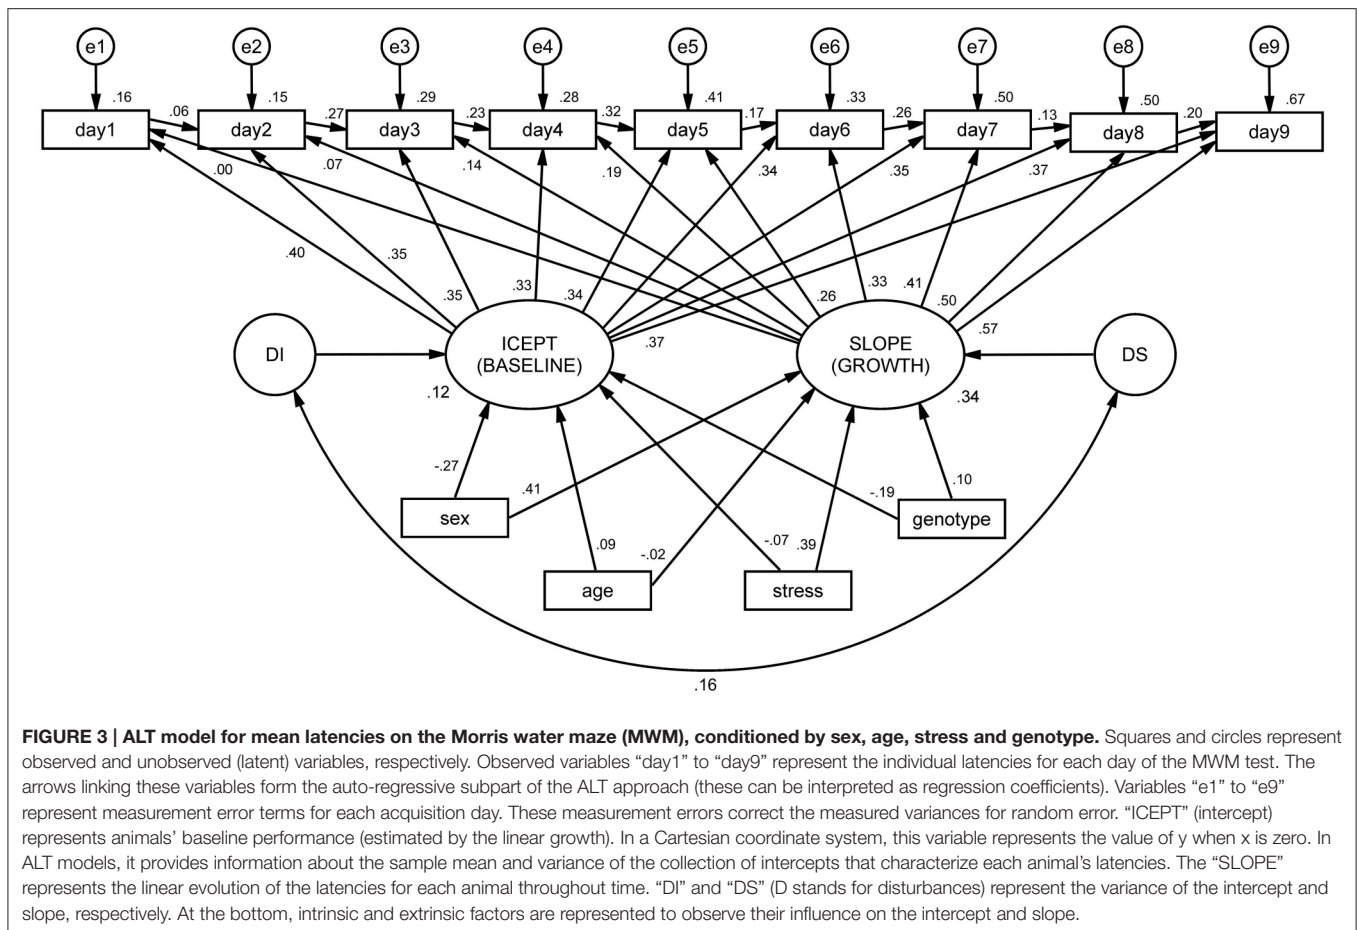 e1 e2 e3 e4 e5 e6 e7 e8 e9
.16 .15 .29 .28 .41 .33 .50 .50 .67
.06 .27 .23 .32 .17 .26 .13 .20
day1 day2 day3 day4 day5 day6 day7 day8 day9
.00 .07 .14 .19 .34 .35 .37
.40 .35
.35 .33 .34 .26 .33 .41 .50
.57
.37
DI
ICEPT
(BASELINE)
SLOPE
(GROWTH)
DS
.12 .34
-.27 .41 -.19 .10
sex genotype
.09 -.02 -.07 .39
age stress
.16
FIGURE 3 | ALT model for mean latencies on the Morris water maze (MWM), conditioned by sex, age, stress and genotype. Squares and circles represent
observed and unobserved (latent) variables, respectively. Observed variables “day1” to “day9” represent the individual latencies for each day of the MWM test. The
arrows linking these variables form the auto-regressive subpart of the ALT approach (these can be interpreted as regression coefficients). Variables “e1” to “e9”
represent measurement error terms for each acquisition day. These measurement errors correct the measured variances for random error. “ICEPT” (intercept)
represents animals’ baseline performance (estimated by the linear growth). In a Cartesian coordinate system, this variable represents the value of y when x is zero. In
ALT models, it provides information about the sample mean and variance of the collection of intercepts that characterize each animal’s latencies. The “SLOPE”
represents the linear evolution of the latencies for each animal throughout time. “DI” and “DS” (D stands for disturbances) represent the variance of the intercept and
slope, respectively. At the bottom, intrinsic and extrinsic factors are represented to observe their influence on the intercept and slope.